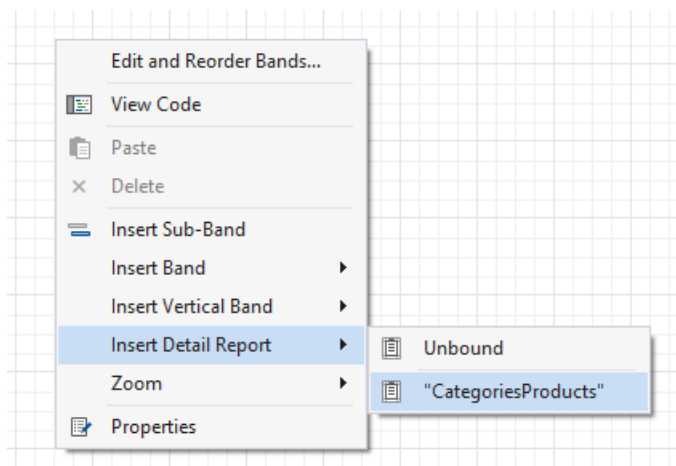 Edit and Reorder Bands...
View Code
Paste
Delete
Insert Sub-Band
Insert Band
Insert Vertical Band
Insert Detail Report
Unbound
Zoom
"CategoriesProducts"
Properties